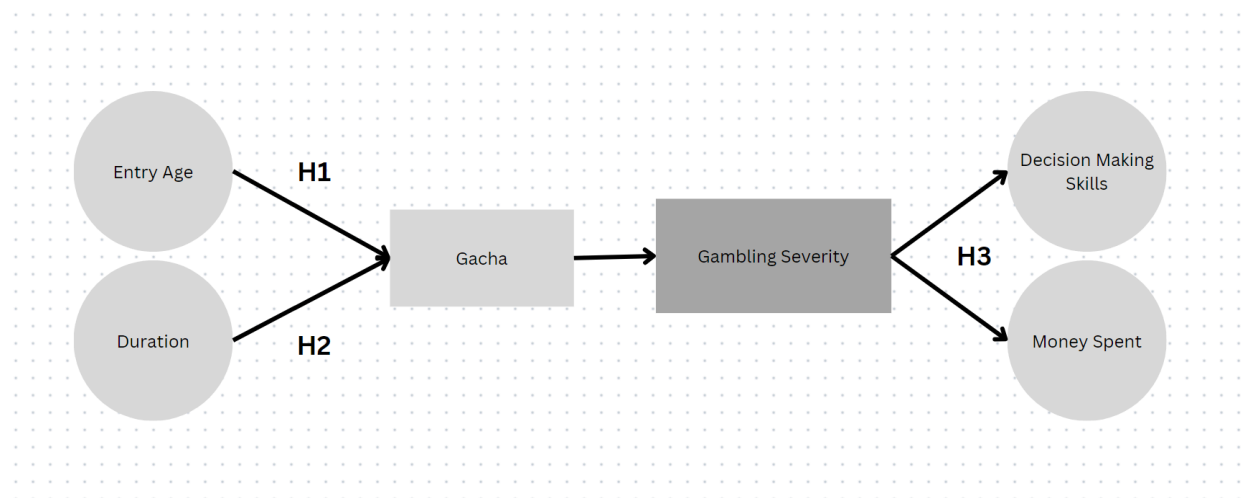 Entry Age
H1
Duration
H2
Gacha
Gambling Severity
H3
Decision Making
Skills
Money Spent